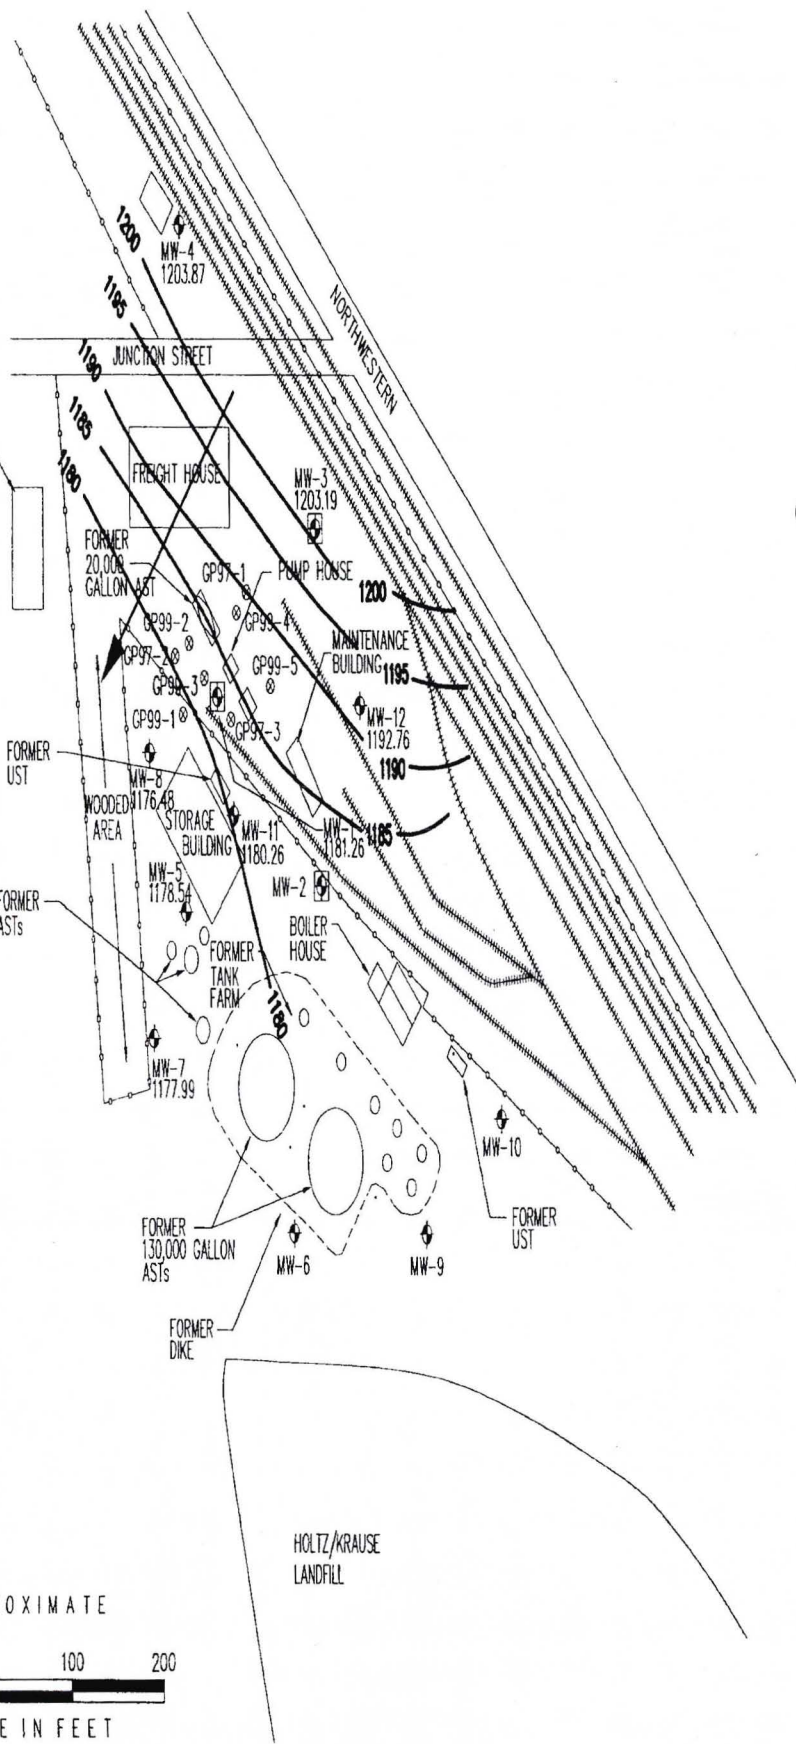 1200
MW-4
1203.87
1195
NORTHWESTERN
JUNCTION STREET
1190
1185
1180
FREIGHT HOUSE
MW-3
1203.19
FORMER
20,000
GALLON AST
GP97-1
PUMP HOUSE
1200
GP99-2
GP99-4
MAINTENANCE
BUILDING
GP97-2
GP99-5
1195
GP99-3
GP99-1
GP97-3
MW-12
1192.76
FORMER
UST
1190
MW-8
1176.48
WOODED
AREA
STORAGE
BUILDING
MW-11
1180.26
MW-1
1181.26
1185
MW-5
1178.54
MW-2
FORMER
ASTs
BOILER
HOUSE
FORMER
TANK
FARM
1180
MW-7
1177.99
MW-10
FORMER
130,000 GALLON
ASTs
MW-6
MW-9
FORMER
UST
FORMER
DIKE
HOLTZ/KRAUSE
LANDFILL
OXIMATE
100 200
E IN FEET